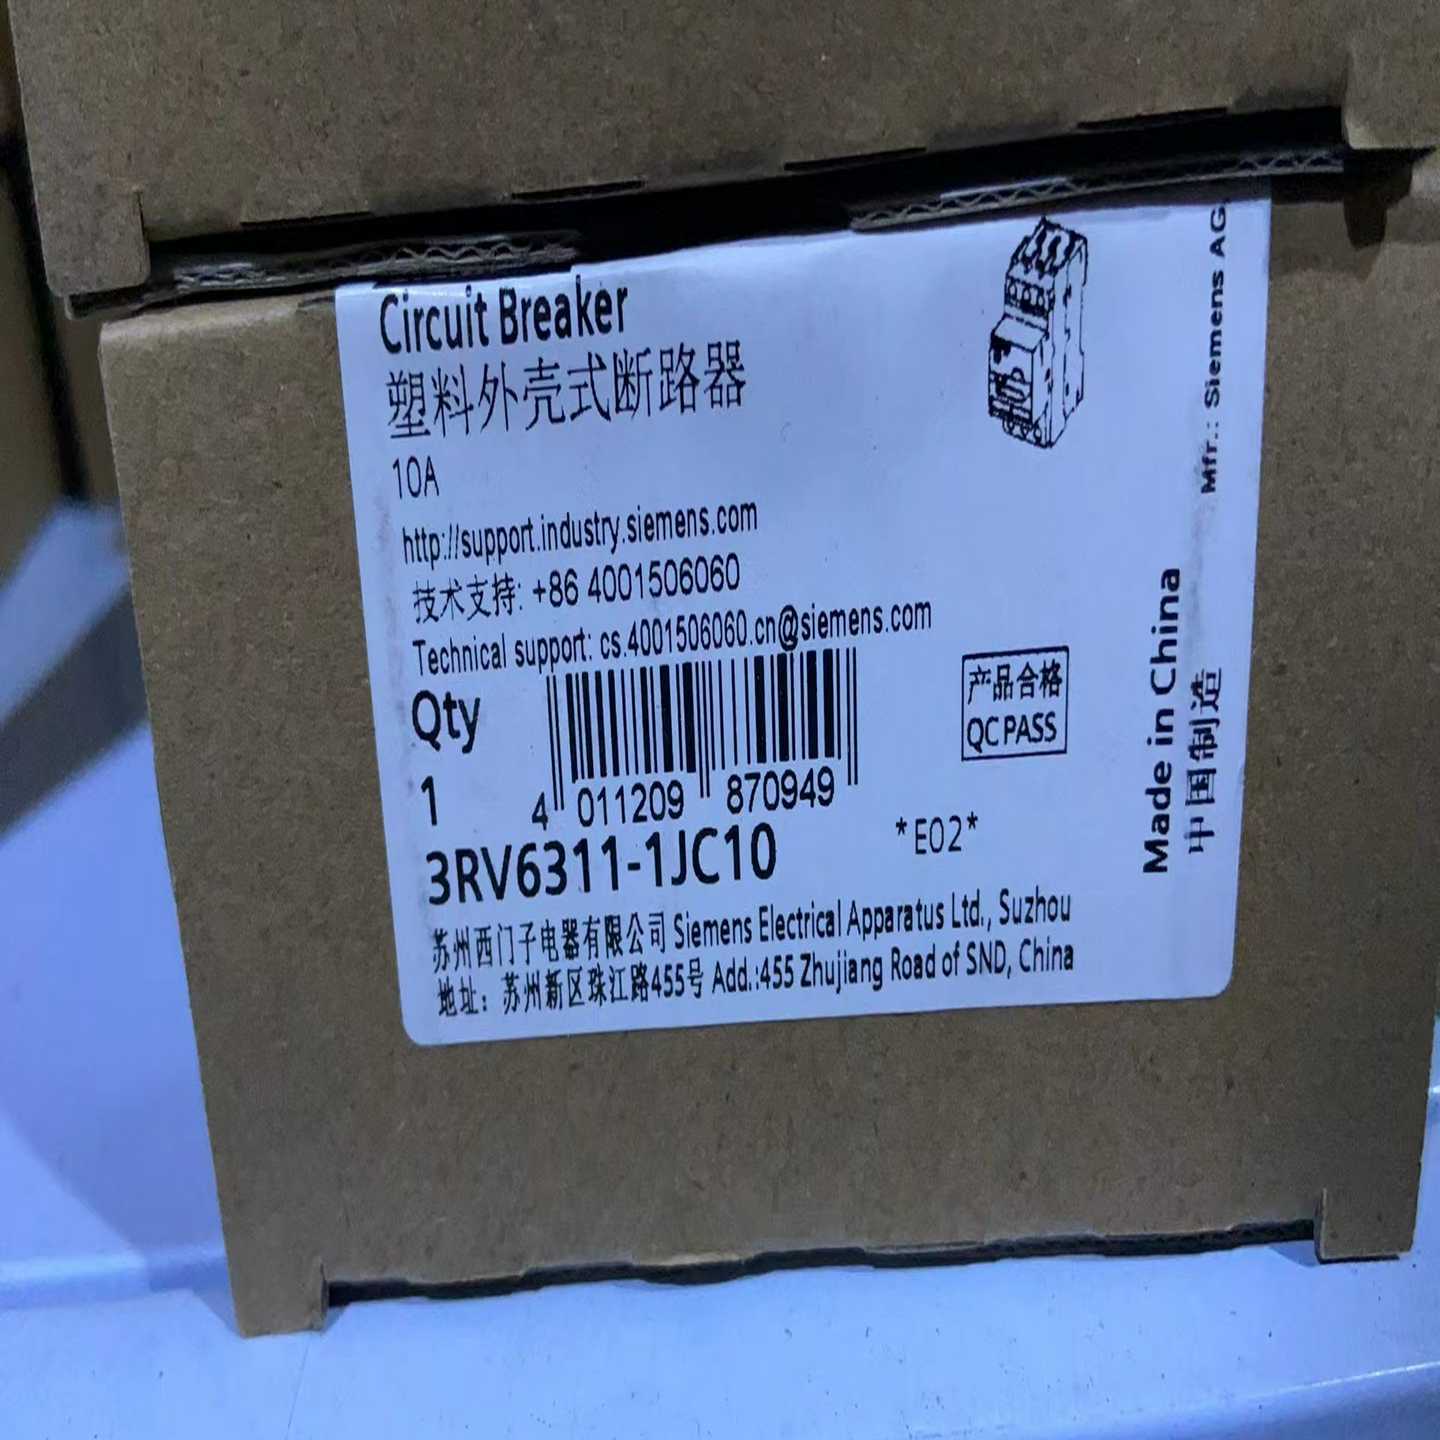 Circuit Breaker
塑料外壳式断路器
10A
http://support.industry.siemens.com
技术支持: +86 4001506060
Technical support: cs.4001506060.cn@siemens.com
Qty
1
4 011209 870949
3RV6311-1JC10
*E02*
产品合格
QC PASS
苏州西门子电器有限公司 Siemens Electrical Apparatus Ltd., Suzhou
地址：苏州新区珠江路455号 Add.:455 Zhujiang Road of SND, China
Made in China
中国制造
Mfr.: Siemens AG.